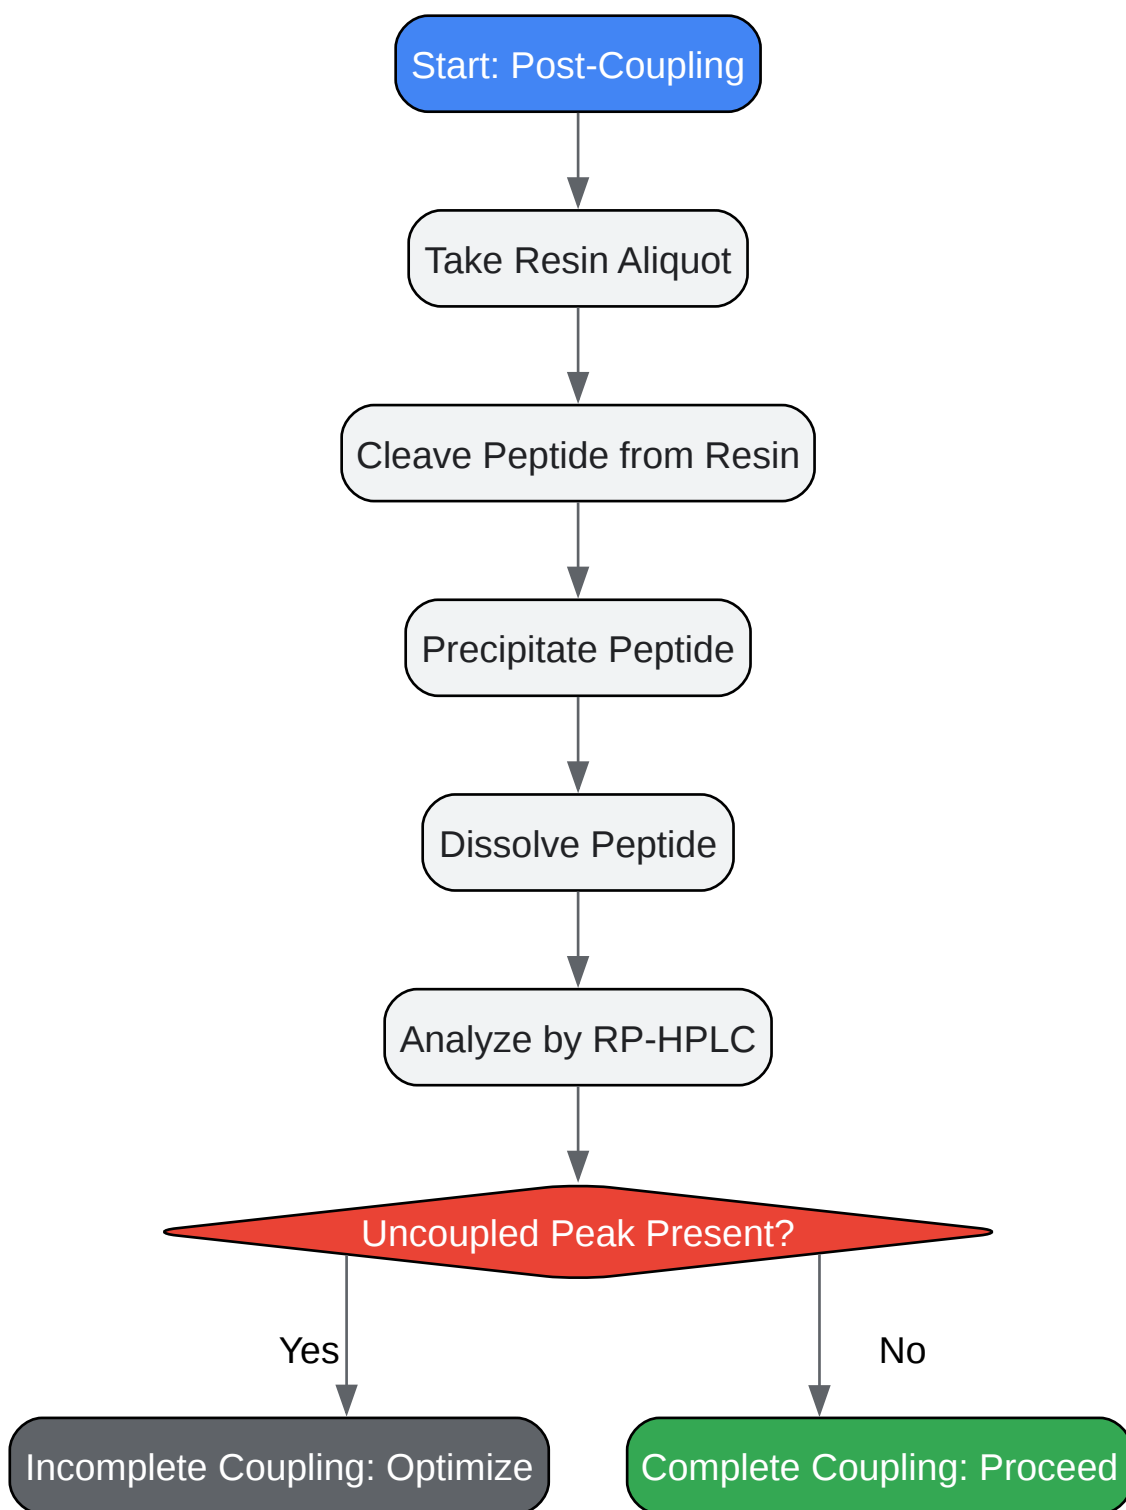 Start: Post-Coupling
Take Resin Aliquot
Cleave Peptide from Resin
Precipitate Peptide
Dissolve Peptide
Analyze by RP-HPLC
Uncoupled Peak Present?
Yes
No
Incomplete Coupling: Optimize
Complete Coupling: Proceed